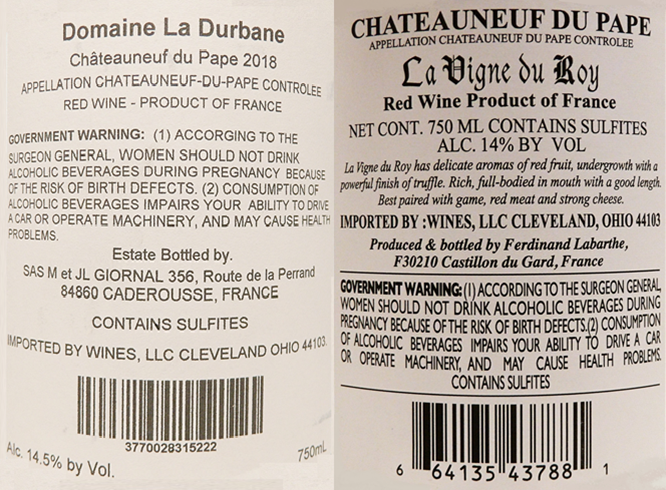 Domaine La Durbane
Châteauneuf du Pape 2018
APPELLATION CHATEAUNEUF-DU-PAPE CONTROLEE
RED WINE - PRODUCT OF FRANCE
GOVERNMENT WARNING: (1) ACCORGING TO THE
SURGEON GENERAL, WOMEN SHOULD NOT DRINK
ALCOHOLIC BEVERAGES DURING PREGNANCY BECAUSE
OF THE RISK OF BIRTH DEFECTS. (2) CONSUMPTION OF
ALCOHOLIC BEVERAGES IMPAIRS YOUR ABILITY TO DRIVE
A CAR OR OPERATE MACHINERY, AND MAY CAUSE HEALTH
PROBLEMS.
Estate Bottled by.
SAS M et JL GIORNAL 356, Route de la Perrand
84860 CADEROUSSE, FRANCE
CONTAINS SULFITES
IMPORTED BY WINES, LLC CLEVELAND OHIO 44103
3770028315222
Alc. 14.5% by Vol.
750mL
CHATEAUNEUF DU PAPE
APPELLATION CHATEAUNEUF DU PAPE CONTROLEE
La Vigne du Roy
Red Wine Product of France
NET CONT. 750 ML CONTAINS SULFITES
ALC. 14% BY VOL
La Vigne du Roy has delicate aromas of red fruit, undergrowth with a
powerful finish of truffle. Rich, full-bodied in mouth with a good length.
Best paired with game, red meat and strong cheese.
IMPORTED BY :WINES, LLC CLEVELAND, OHIO 44103
Produced & bottled by Ferdinand Labarthe,
F30210 Castillon du Gard, France
GOVERNMENT WARNING: (1) ACCORDING TO THE SURGEON GENERAL,
WOMEN SHOULD NOT DRINK ALCOHOLIC BEVERAGES DURING
PREGNANCY BECAUSE OF THE RISK OF BIRTH DEFECTS.(2) CONSUMPTION
OF ALCOHOLIC BEVERAGES IMPAIRS YOUR ABILITY TO DRIVE A CAR
OR OPERATE MACHINERY, AND MAY CAUSE HEALTH PROBLEMS.
CONTAINS SULFITES
6 64135 43788 1